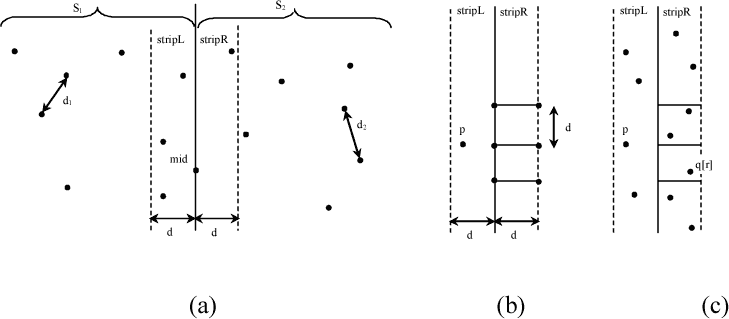 S1 S2
stripL stripR
d1
d2
mid
d d
(a)
stripL stripR
p
d
d d
(b)
stripL stripR
p
q[r]
(c)